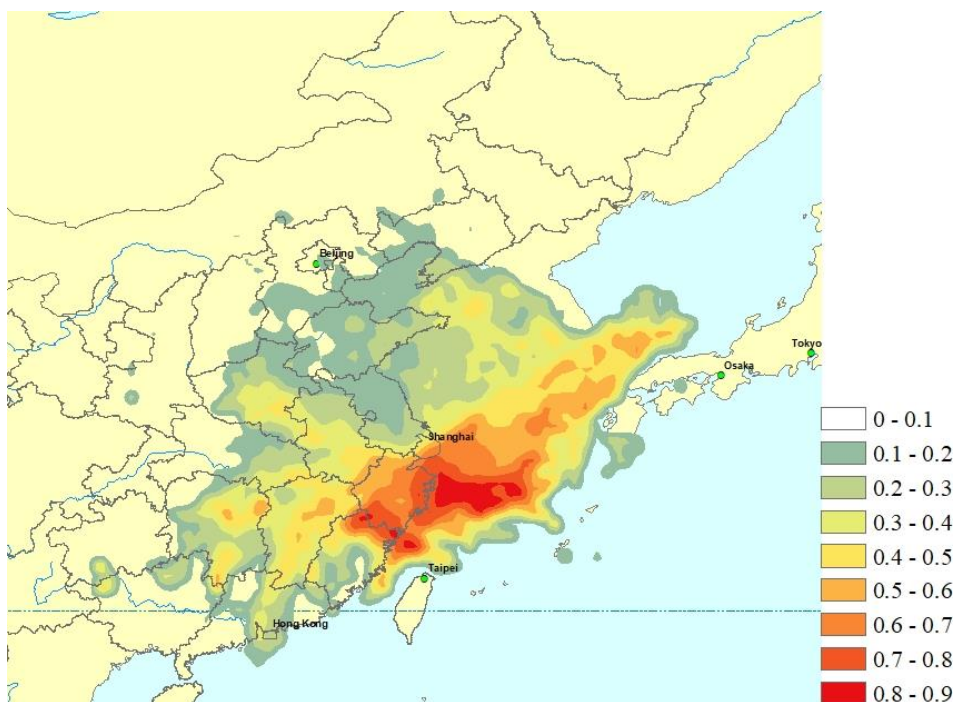 Beijing
Tokyo
Osaka
Shanghai
Taipei
Hong Kong
0 - 0.1
0.1 - 0.2
0.2 - 0.3
0.3 - 0.4
0.4 - 0.5
0.5 - 0.6
0.6 - 0.7
0.7 - 0.8
0.8 - 0.9